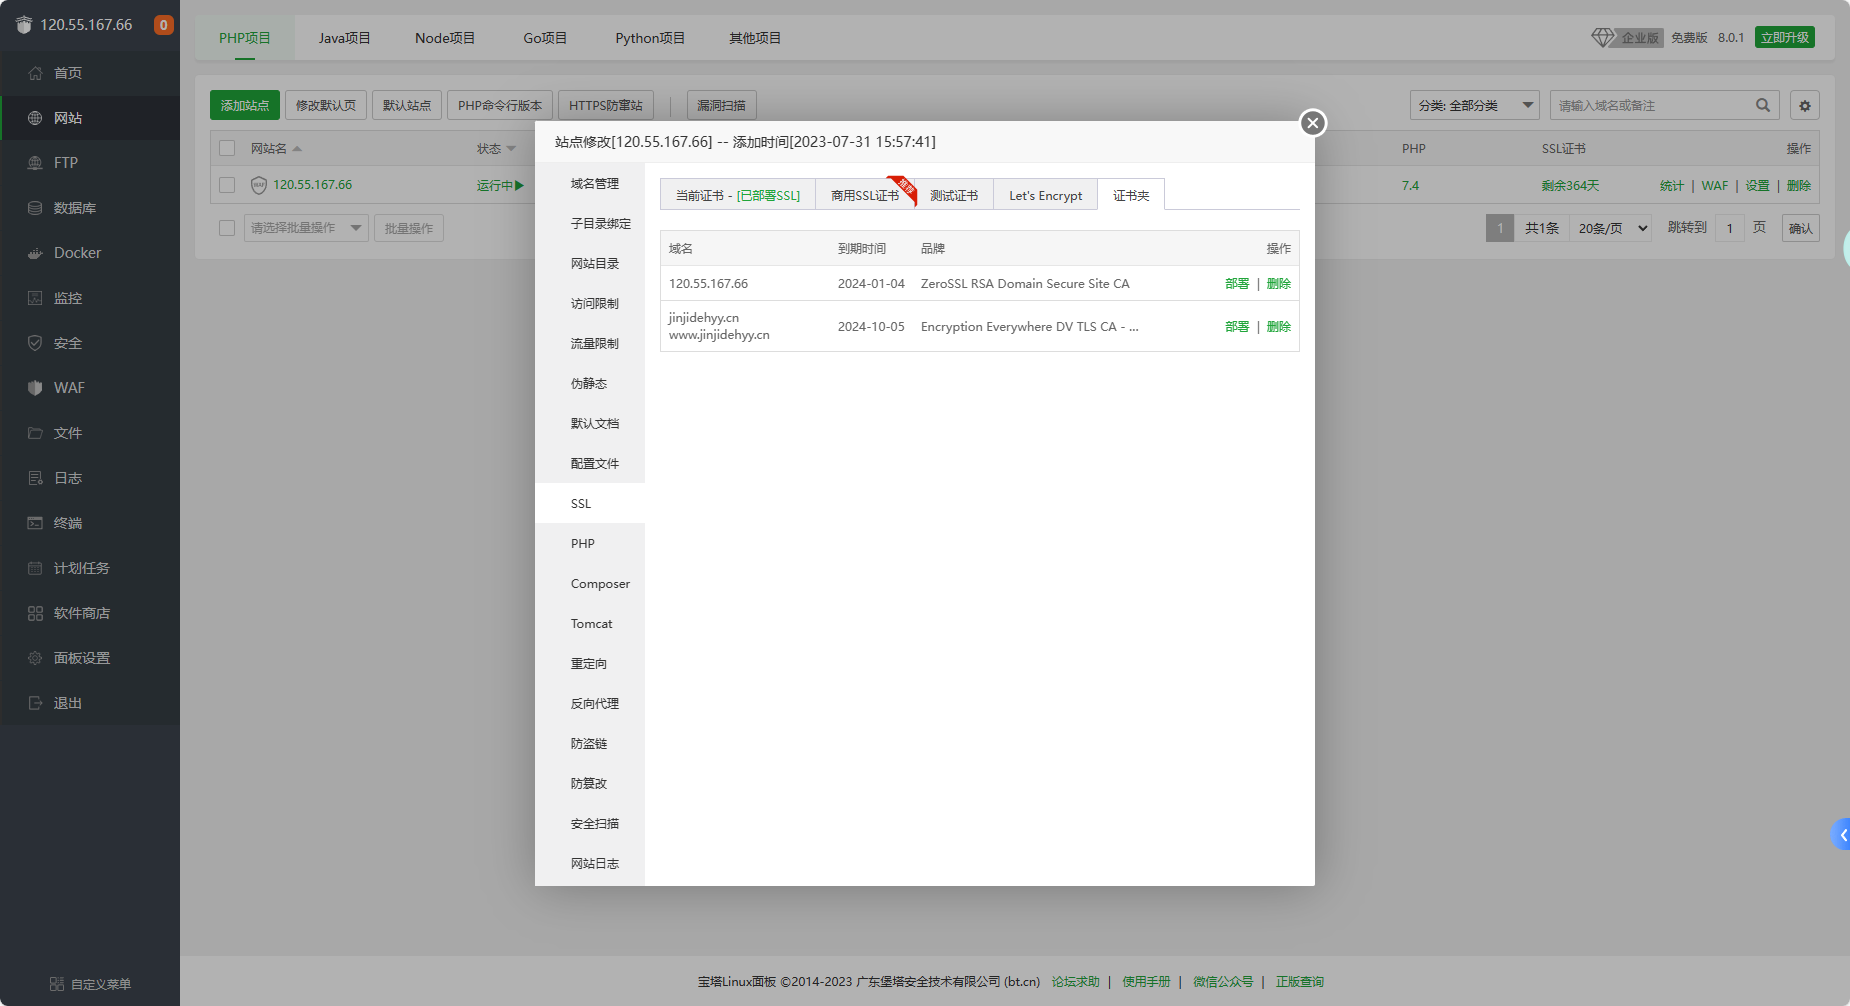 120.55.167.66
0
首页
网站
FTP
数据库
Docker
监控
安全
WAF
文件
日志
终端
计划任务
软件商店
面板设置
退出
自定义菜单
PHP项目
Java项目
Node项目
Go项目
Python项目
其他项目
企业版
免费版
8.0.1
立即升级
添加站点
修改默认页
默认站点
PHP命令行版本
HTTPS防窜站
漏洞扫描
分类: 全部分类
请输入域名或备注
网站名
状态
PHP
SSL证书
操作
WAF
120.55.167.66
运行中
7.4
剩余364天
统计 | WAF | 设置 | 删除
请选择批量操作
批量操作
1
共1条
20条/页
跳转到
1
页
确认
站点修改[120.55.167.66] -- 添加时间[2023-07-31 15:57:41]
域名管理
子目录绑定
网站目录
访问限制
流量限制
伪静态
默认文档
配置文件
SSL
PHP
Composer
Tomcat
重定向
反向代理
防盗链
防篡改
安全扫描
网站日志
当前证书 - [已部署SSL]
商用SSL证书
推荐
测试证书
Let's Encrypt
证书夹
域名
到期时间
品牌
操作
120.55.167.66
2024-01-04
ZeroSSL RSA Domain Secure Site CA
部署 | 删除
jinjidehyy.cn
www.jinjidehyy.cn
2024-10-05
Encryption Everywhere DV TLS CA - ...
部署 | 删除
宝塔Linux面板 ©2014-2023 广东堡塔安全技术有限公司 (bt.cn)
论坛求助 | 使用手册 | 微信公众号 | 正版查询